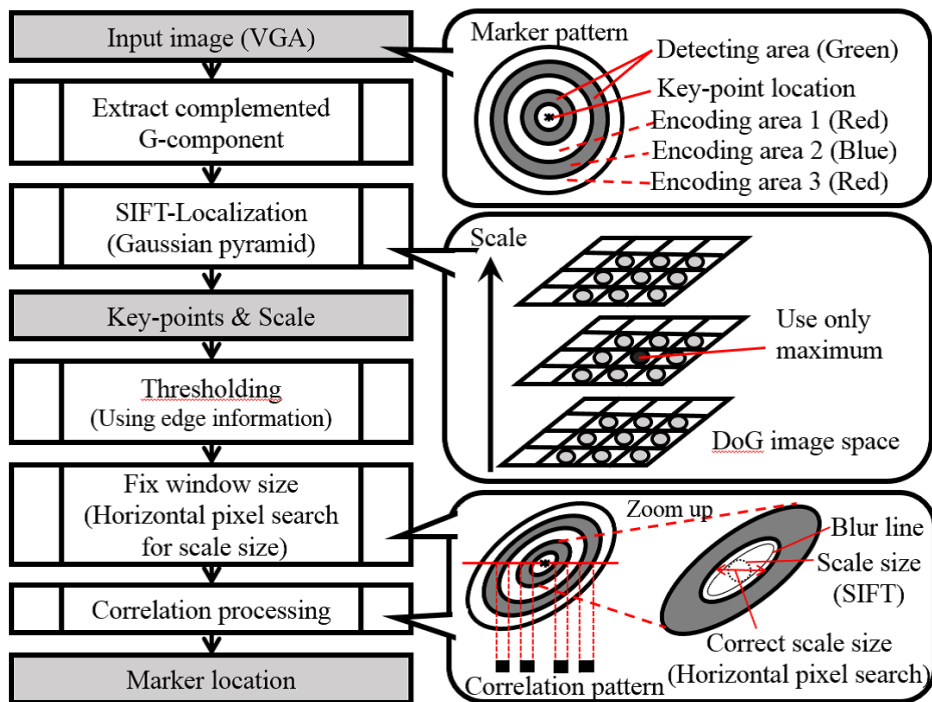 Input image (VGA)
Extract complemented
G-component
SIFT-Localization
(Gaussian pyramid)
Key-points & Scale
Thresholding
(Using edge information)
Fix window size
(Horizontal pixel search
for scale size)
Correlation processing
Marker location
Marker pattern
Detecting area (Green)
Key-point location
Encoding area 1 (Red)
Encoding area 2 (Blue)
Encoding area 3 (Red)
Scale
Use only
maximum
DoG image space
Zoom up
Blur line
Scale size
(SIFT)
Correct scale size
(Horizontal pixel search)
Correlation pattern